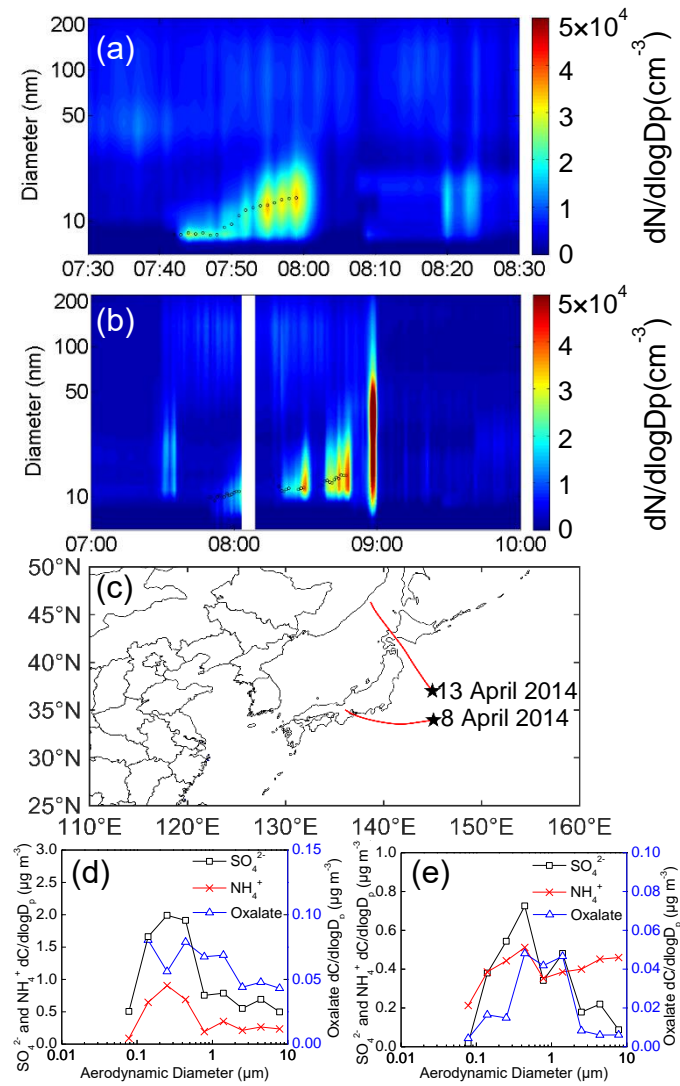 (a)
200
100
50
10
Diameter (nm)
07:30 07:40 07:50 08:00 08:10 08:20 08:30
5×10⁴
4
3
2
1
0
dN/dlogDp(cm⁻³)
(b)
200
100
50
10
Diameter (nm)
07:00 08:00 09:00 10:00
5×10⁴
4
3
2
1
0
dN/dlogDp(cm⁻³)
(c)
50°N
45°N
40°N
35°N
30°N
25°N
13 April 2014
8 April 2014
110°E 120°E 130°E 140°E 150°E 160°E
(d)
SO₄²⁻ and NH₄⁺ dC/dlogDₚ (µg m⁻³)
3.0
2.5
2.0
1.5
1.0
0.5
0.0
SO₄²⁻
NH₄⁺
Oxalate
0.15
0.10
0.05
0.00
Oxalate dC/dlogDₚ (µg m⁻³)
0.01 0.1 1 10
Aerodynamic Diameter (µm)
(e)
SO₄²⁻ and NH₄⁺ dC/dlogDₚ (µg m⁻³)
1.0
0.8
0.6
0.4
0.2
0.0
SO₄²⁻
NH₄⁺
Oxalate
0.10
0.08
0.06
0.04
0.02
0.00
Oxalate dC/dlogDₚ (µg m⁻³)
0.01 0.1 1 10
Aerodynamic Diameter (µm)